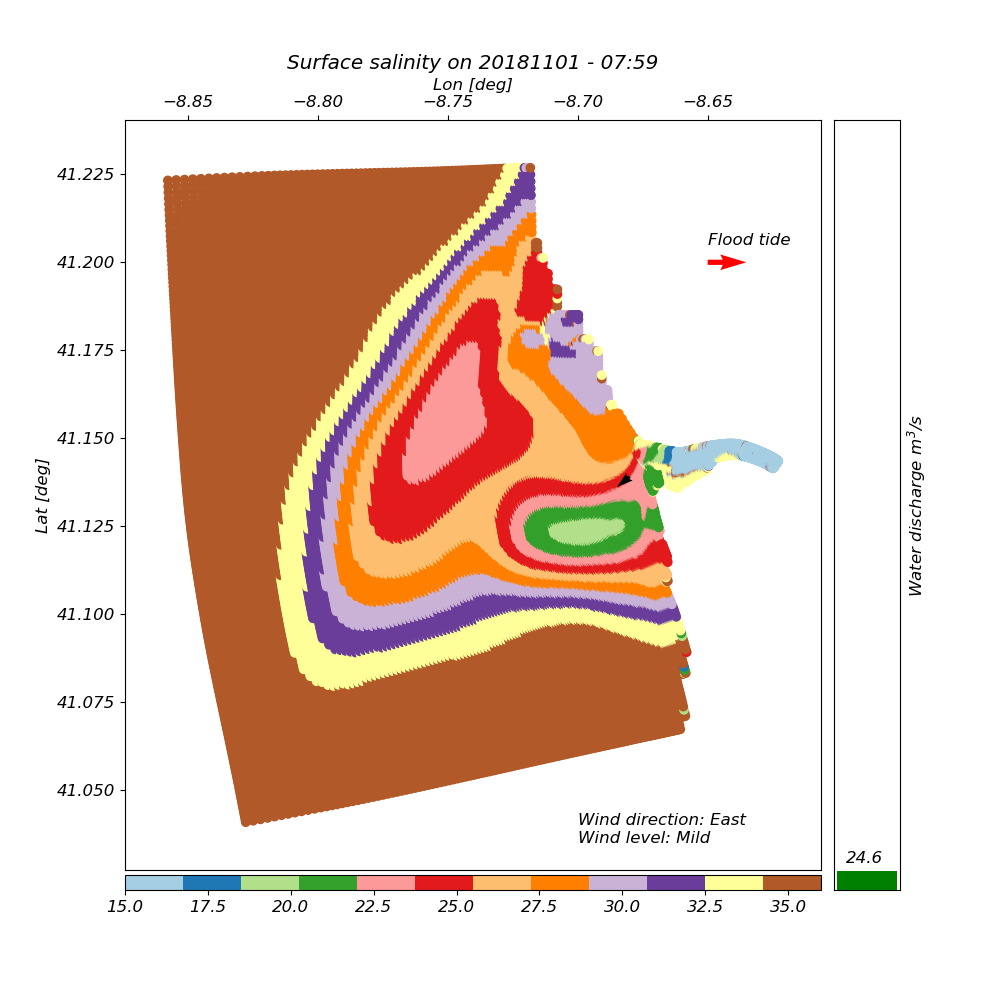 Surface salinity on 20181101 - 07:59
Lon [deg]
−8.85 −8.80 −8.75 −8.70 −8.65
41.225
41.200
41.175
41.150
41.125
41.100
41.075
41.050
Lat [deg]
Flood tide
Wind direction: East
Wind level: Mild
15.0 17.5 20.0 22.5 25.0 27.5 30.0 32.5 35.0
24.6
Water discharge m³/s